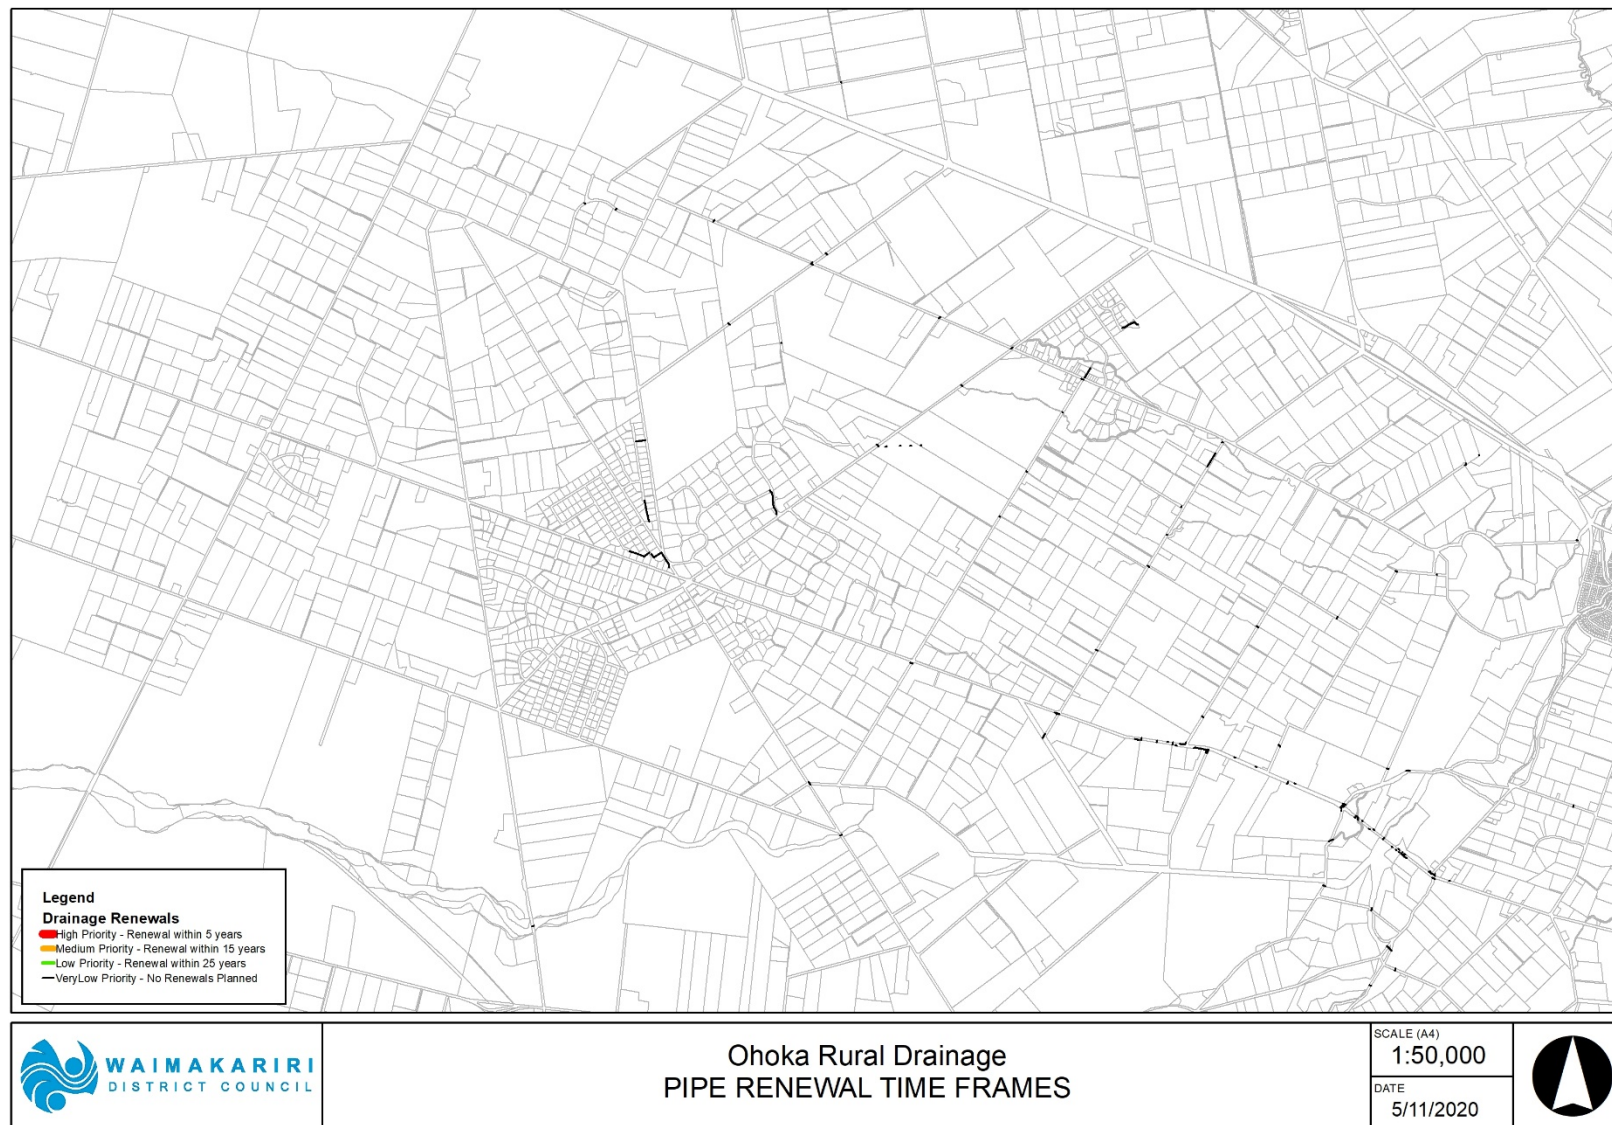 Legend
Drainage Renewals
High Priority - Renewal within 5 years
Medium Priority - Renewal within 15 years
Low Priority - Renewal within 25 years
VeryLow Priority - No Renewals Planned
WAIMAKARIRI
DISTRICT COUNCIL
Ohoka Rural Drainage
PIPE RENEWAL TIME FRAMES
SCALE (A4)
1:50,000
DATE
5/11/2020